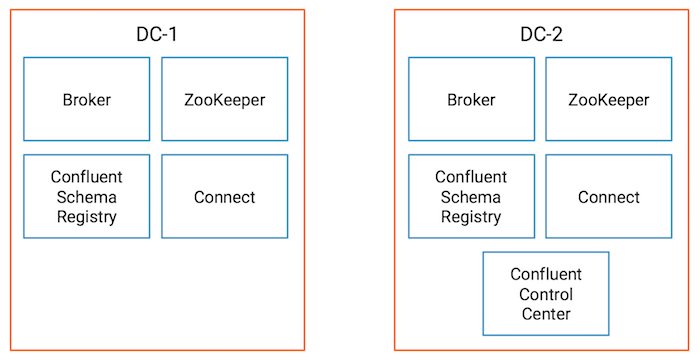 DC-1
Broker
ZooKeeper
Confluent
Schema
Registry
Connect
DC-2
Broker
ZooKeeper
Confluent
Schema
Registry
Connect
Confluent
Control
Center